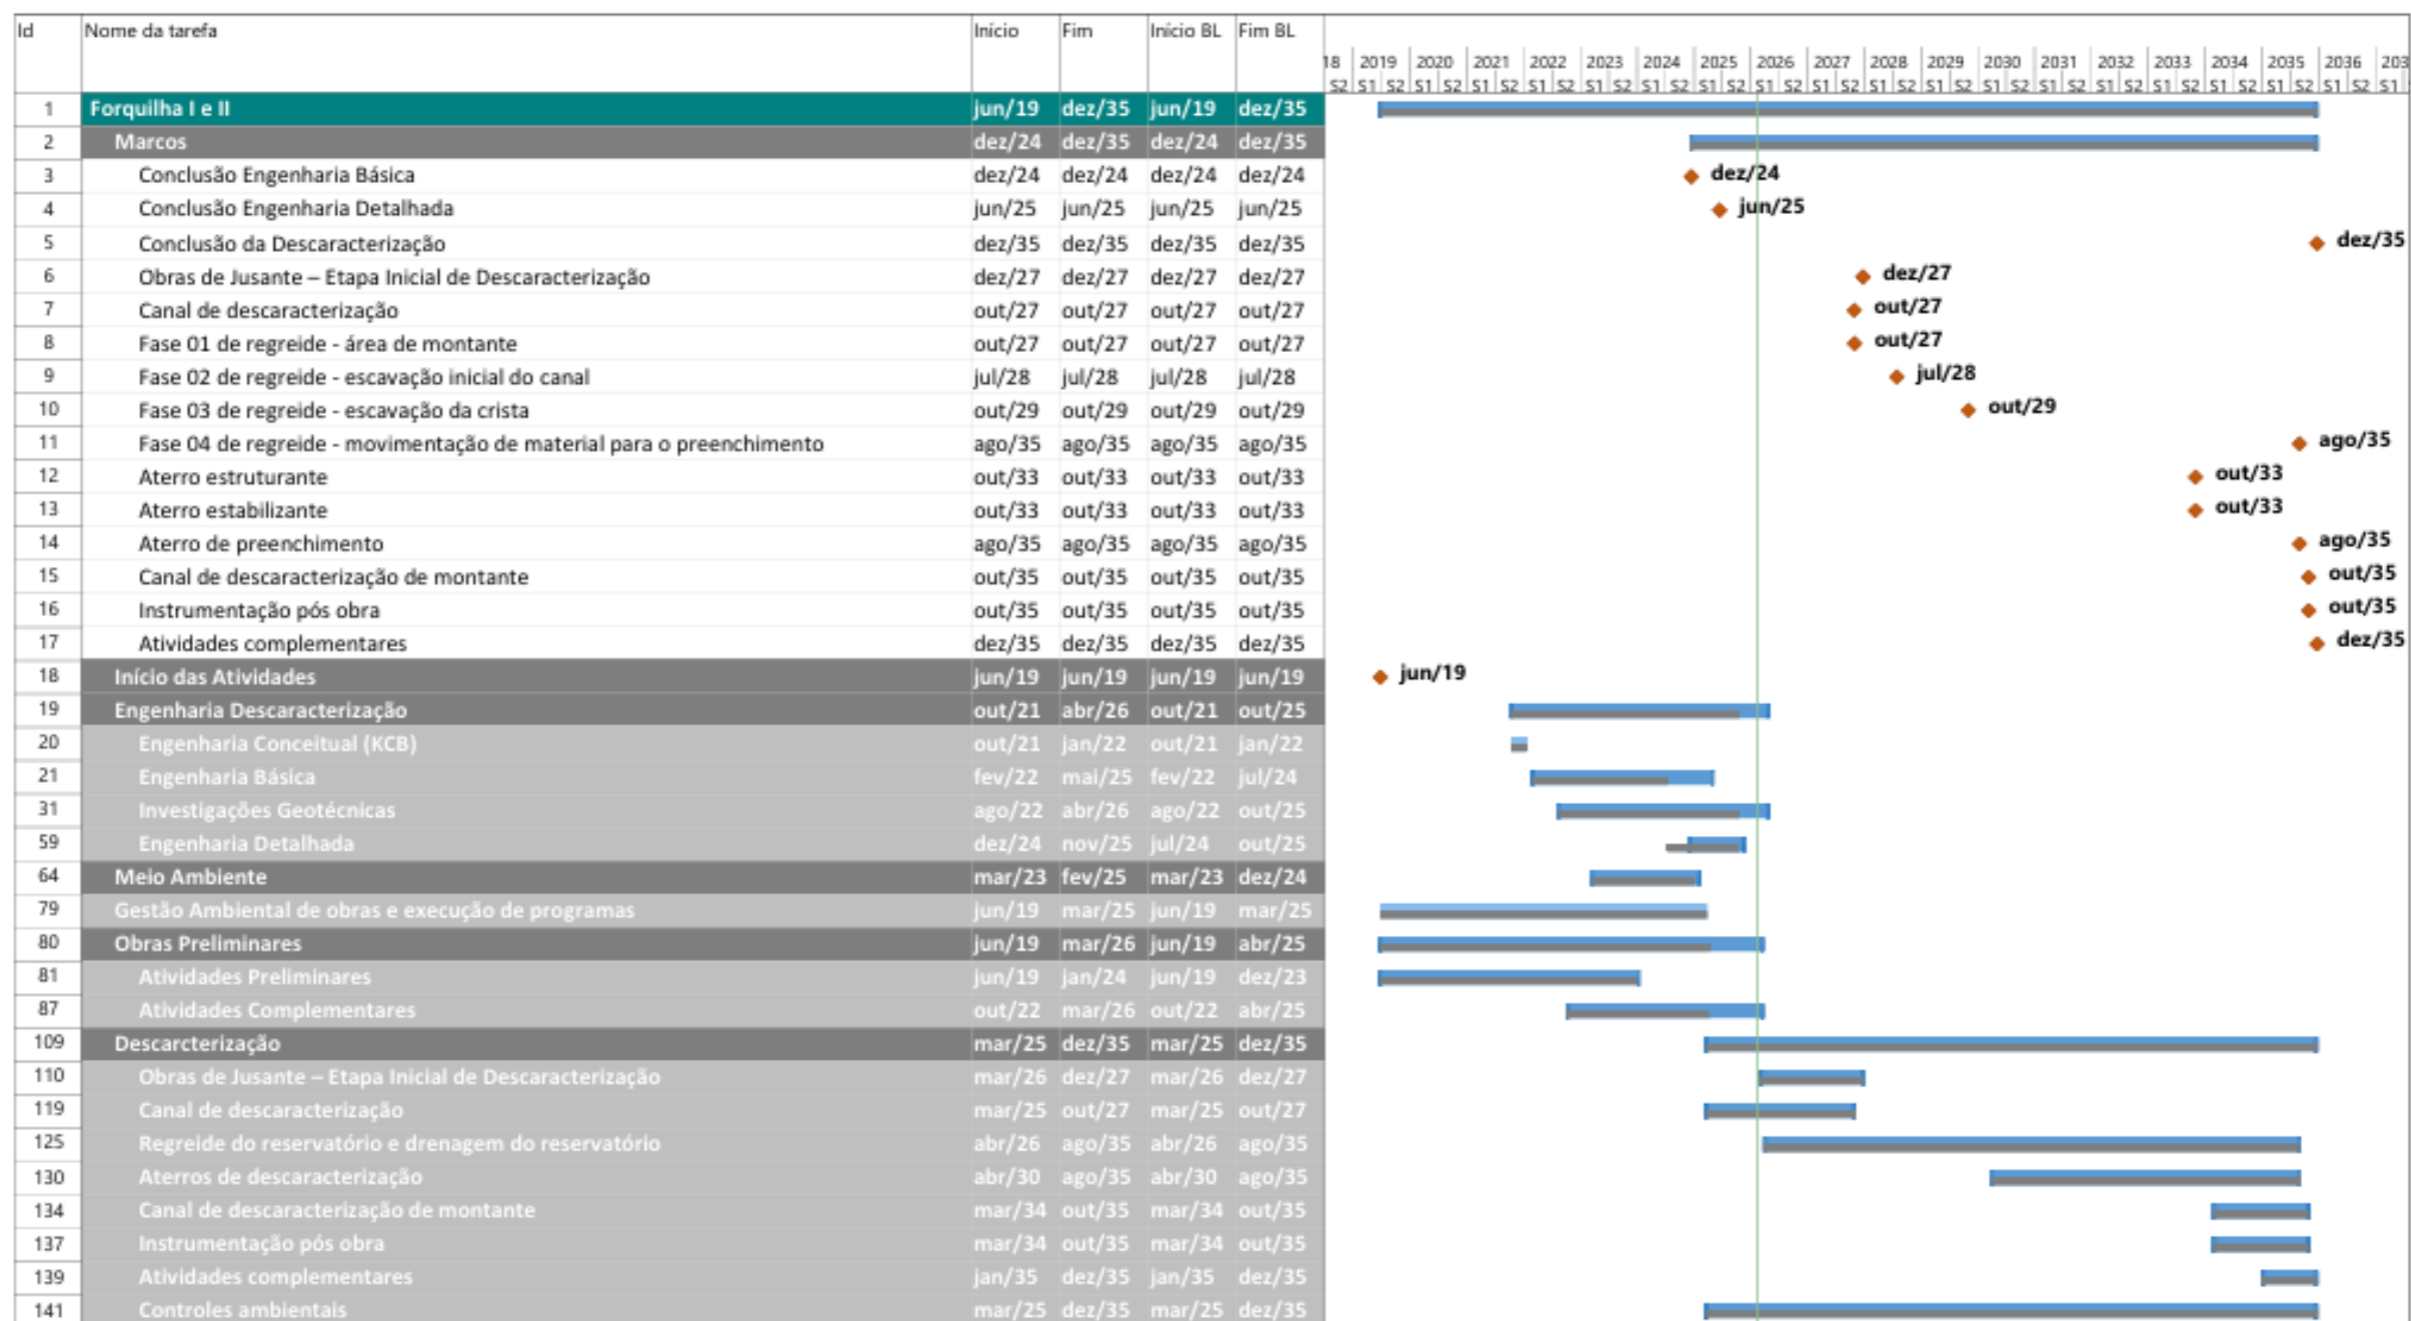 Id Nome da tarefa Início Fim Início BL Fim BL
18 2019 2020 2021 2022 2023 2024 2025 2026 2027 2028 2029 2030 2031 2032 2033 2034 2035 2036 203
S2 S1 S2 S1 S2 S1 S2 S1 S2 S1 S2 S1 S2 S1 S2 S1 S2 S1 S2 S1 S2 S1 S2 S1 S2 S1 S2 S1 S2 S1 S2 S1 S2 S1 S2 S1 S2 S1
1 Forquilha I e II jun/19 dez/35 jun/19 dez/35
2 Marcos dez/24 dez/35 dez/24 dez/35
3 Conclusão Engenharia Básica dez/24 dez/24 dez/24 dez/24 dez/24
4 Conclusão Engenharia Detalhada jun/25 jun/25 jun/25 jun/25 jun/25
5 Conclusão da Descaracterização dez/35 dez/35 dez/35 dez/35 dez/35
6 Obras de Jusante – Etapa Inicial de Descaracterização dez/27 dez/27 dez/27 dez/27 dez/27
7 Canal de descaracterização out/27 out/27 out/27 out/27 out/27
8 Fase 01 de regreide - área de montante out/27 out/27 out/27 out/27 out/27
9 Fase 02 de regreide - escavação inicial do canal jul/28 jul/28 jul/28 jul/28 jul/28
10 Fase 03 de regreide - escavação da crista out/29 out/29 out/29 out/29 out/29
11 Fase 04 de regreide - movimentação de material para o preenchimento ago/35 ago/35 ago/35 ago/35 ago/35
12 Aterro estruturante out/33 out/33 out/33 out/33 out/33
13 Aterro estabilizante out/33 out/33 out/33 out/33 out/33
14 Aterro de preenchimento ago/35 ago/35 ago/35 ago/35 ago/35
15 Canal de descaracterização de montante out/35 out/35 out/35 out/35 out/35
16 Instrumentação pós obra out/35 out/35 out/35 out/35 out/35
17 Atividades complementares dez/35 dez/35 dez/35 dez/35 dez/35
18 Início das Atividades jun/19 jun/19 jun/19 jun/19 jun/19
19 Engenharia Descaracterização out/21 abr/26 out/21 out/25
20 Engenharia Conceitual (KCB) out/21 jan/22 out/21 jan/22
21 Engenharia Básica fev/22 mai/25 fev/22 jul/24
31 Investigações Geotécnicas ago/22 abr/26 ago/22 out/25
59 Engenharia Detalhada dez/24 nov/25 jul/24 out/25
64 Meio Ambiente mar/23 fev/25 mar/23 dez/24
79 Gestão Ambiental de obras e execução de programas jun/19 mar/25 jun/19 mar/25
80 Obras Preliminares jun/19 mar/26 jun/19 abr/25
81 Atividades Preliminares jun/19 jan/24 jun/19 dez/23
87 Atividades Complementares out/22 mar/26 out/22 abr/25
109 Descarcterização mar/25 dez/35 mar/25 dez/35
110 Obras de Jusante – Etapa Inicial de Descaracterização mar/26 dez/27 mar/26 dez/27
119 Canal de descaracterização mar/25 out/27 mar/25 out/27
125 Regreide do reservatório e drenagem do reservatório abr/26 ago/35 abr/26 ago/35
130 Aterros de descaracterização abr/30 ago/35 abr/30 ago/35
134 Canal de descaracterização de montante mar/34 out/35 mar/34 out/35
137 Instrumentação pós obra mar/34 out/35 mar/34 out/35
139 Atividades complementares jan/35 dez/35 jan/35 dez/35
141 Controles ambientais mar/25 dez/35 mar/25 dez/35